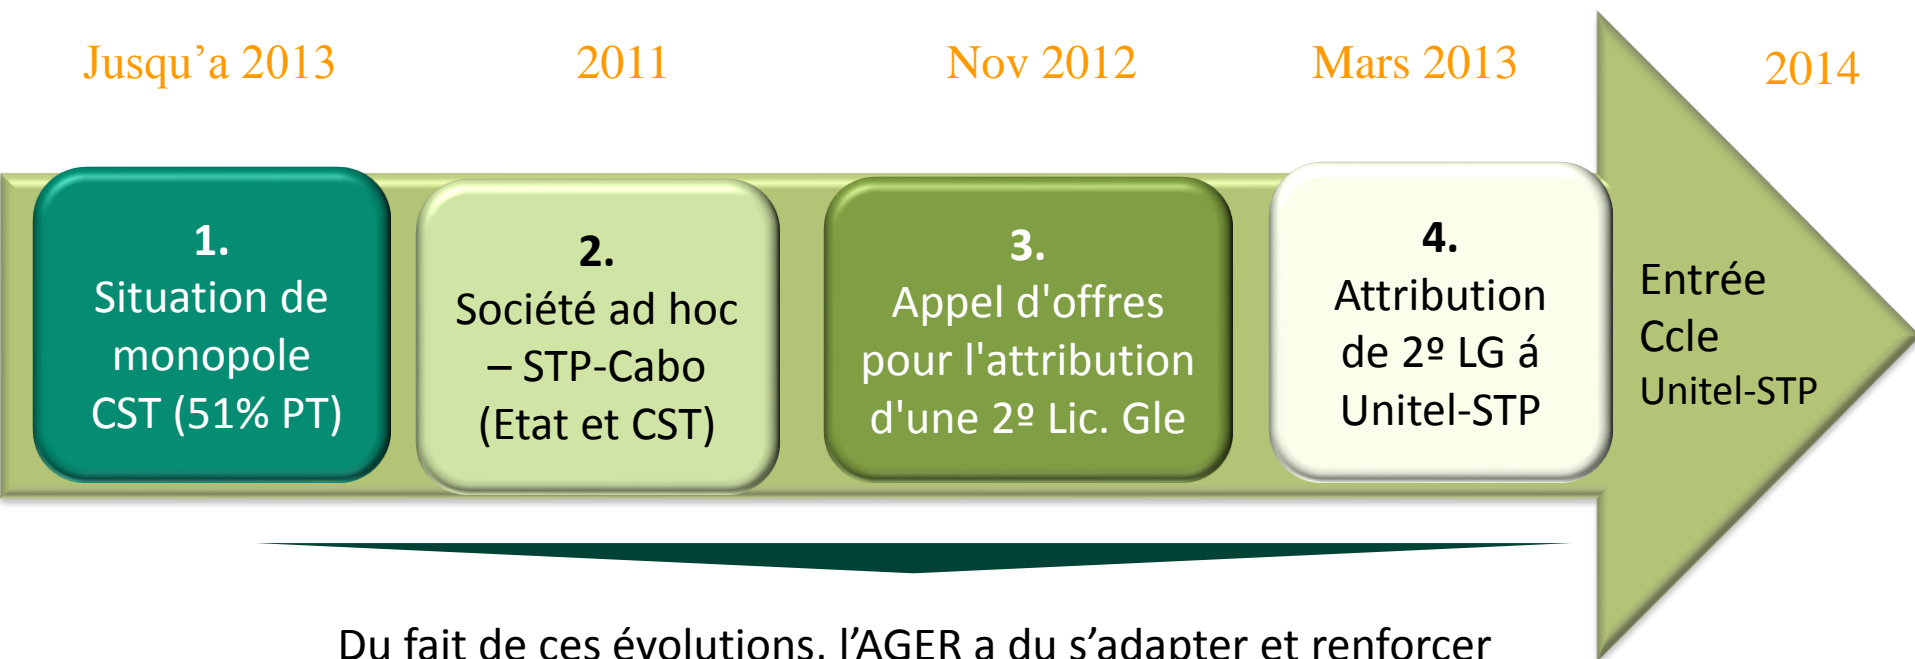 Jusqu’a 2013
2011
Nov 2012
Mars 2013
2014
1.
Situation de
monopole
CST (51% PT)
2.
Société ad hoc
– STP-Cabo
(Etat et CST)
3.
Appel d'offres
pour l'attribution
d'une 2º Lic. Gle
4.
Attribution
de 2º LG á
Unitel-STP
Entrée
Ccle
Unitel-STP
Du fait de ces évolutions, l’AGER a du s’adapter et renforcer